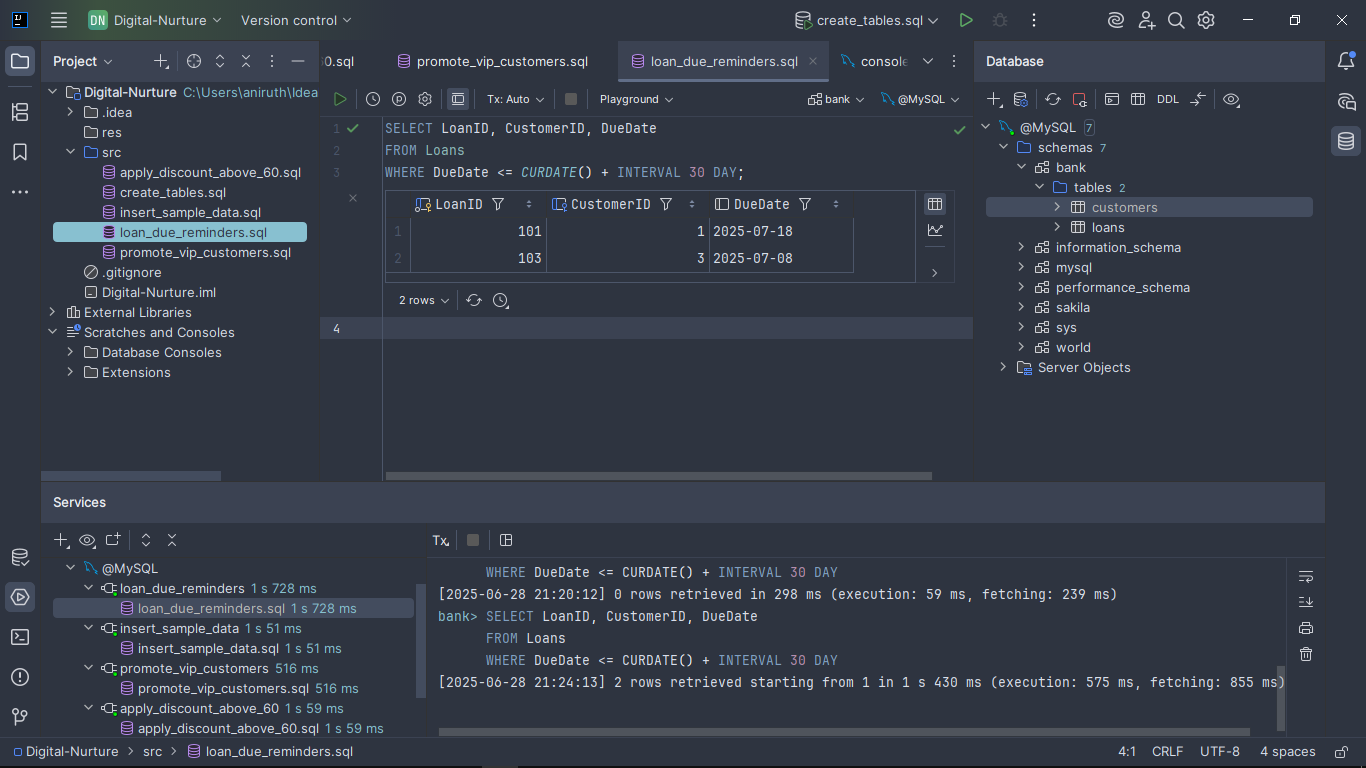 DN Digital-Nurture Version control create_tables.sql
Project
60.sql promote_vip_customers.sql loan_due_reminders.sql console
Database
Digital-Nurture C:\Users\aniruth\Idea
.idea
res
src
apply_discount_above_60.sql
create_tables.sql
insert_sample_data.sql
loan_due_reminders.sql
promote_vip_customers.sql
.gitignore
Digital-Nurture.iml
External Libraries
Scratches and Consoles
Database Consoles
Extensions
Tx: Auto Playground bank @MySQL
1 SELECT LoanID, CustomerID, DueDate
2 FROM Loans
3 WHERE DueDate <= CURDATE() + INTERVAL 30 DAY;
LoanID CustomerID DueDate
1 101 1 2025-07-18
2 103 3 2025-07-08
2 rows
4
DDL
@MySQL 7
schemas 7
bank
tables 2
customers
loans
information_schema
mysql
performance_schema
sakila
sys
world
Server Objects
Services
@MySQL
loan_due_reminders 1 s 728 ms
loan_due_reminders.sql 1 s 728 ms
insert_sample_data 1 s 51 ms
insert_sample_data.sql 1 s 51 ms
promote_vip_customers 516 ms
promote_vip_customers.sql 516 ms
apply_discount_above_60 1 s 59 ms
apply_discount_above_60.sql 1 s 59 ms
Tx
WHERE DueDate <= CURDATE() + INTERVAL 30 DAY
[2025-06-28 21:20:12] 0 rows retrieved in 298 ms (execution: 59 ms, fetching: 239 ms)
bank> SELECT LoanID, CustomerID, DueDate
FROM Loans
WHERE DueDate <= CURDATE() + INTERVAL 30 DAY
[2025-06-28 21:24:13] 2 rows retrieved starting from 1 in 1 s 430 ms (execution: 575 ms, fetching: 855 ms)
Digital-Nurture > src > loan_due_reminders.sql
4:1 CRLF UTF-8 4 spaces